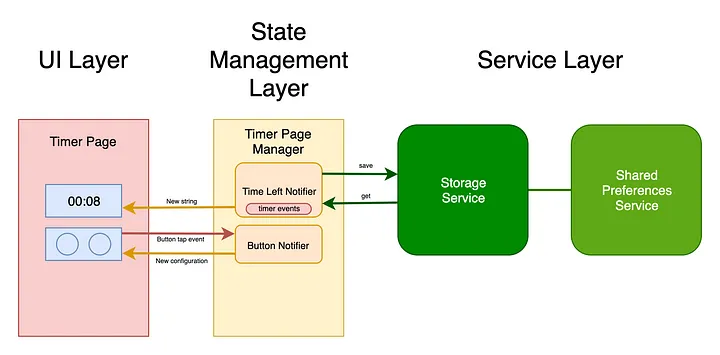 UI Layer
State
Management
Layer
Service Layer
Timer Page
00:08
New string
Button tap event
New configuration
Timer Page
Manager
Time Left Notifier
timer events
Button Notifier
save
get
Storage
Service
Shared
Preferences
Service